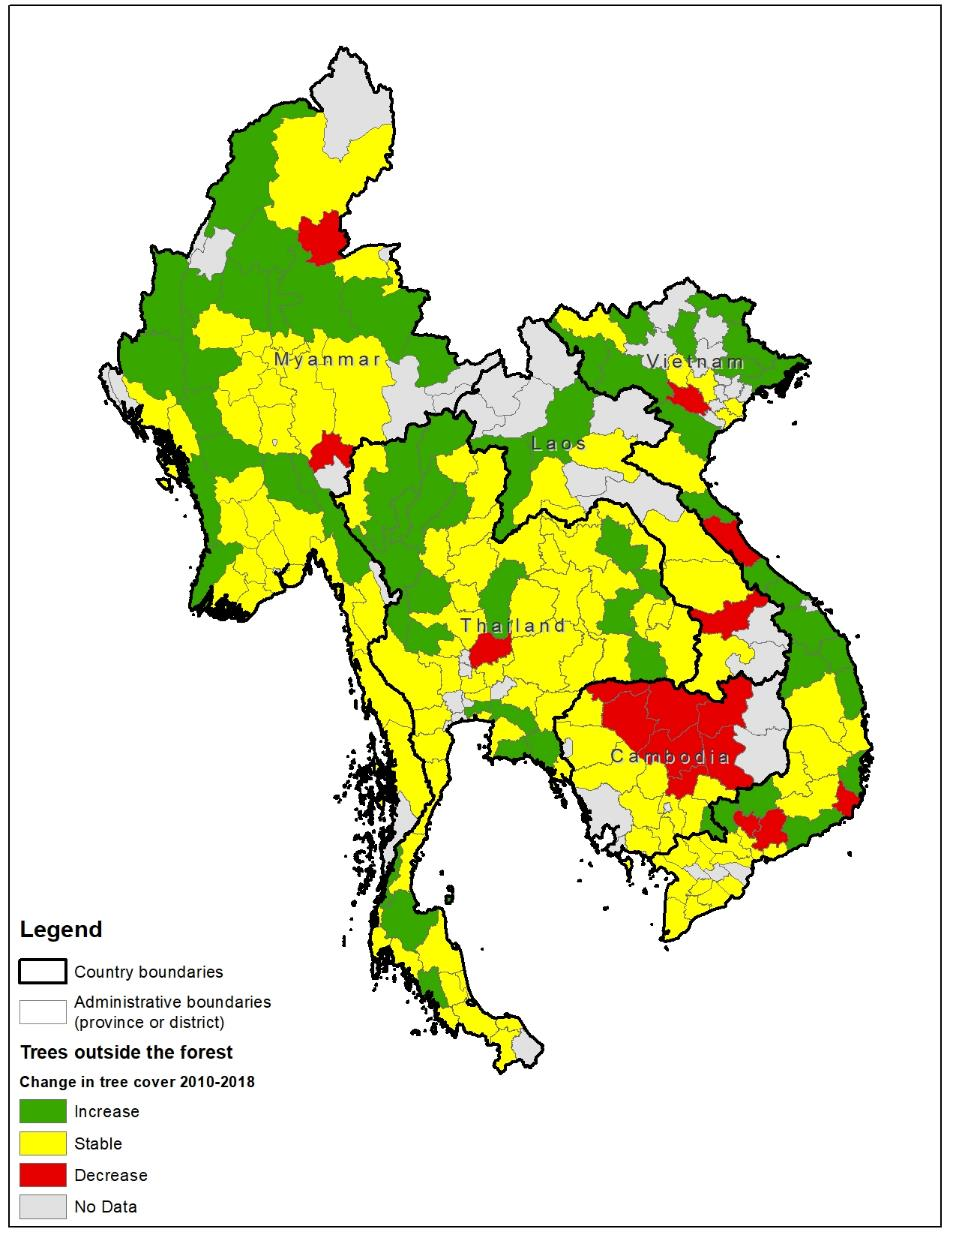 Myanmar
Vietnam
Laos
Thailand
Cambodia
Legend
Country boundaries
Administrative boundaries
(province or district)
Trees outside the forest
Change in tree cover 2010-2018
Increase
Stable
Decrease
No Data